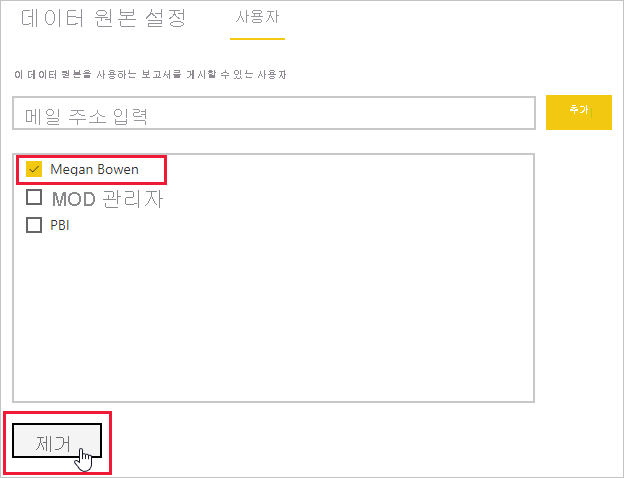 데이터 원본 설정 사용자
이 데이터 원본을 사용하는 보고서를 게시할 수 있는 사용자
메일 주소 입력 추가
Megan Bowen
MOD 관리자
PBI
제거